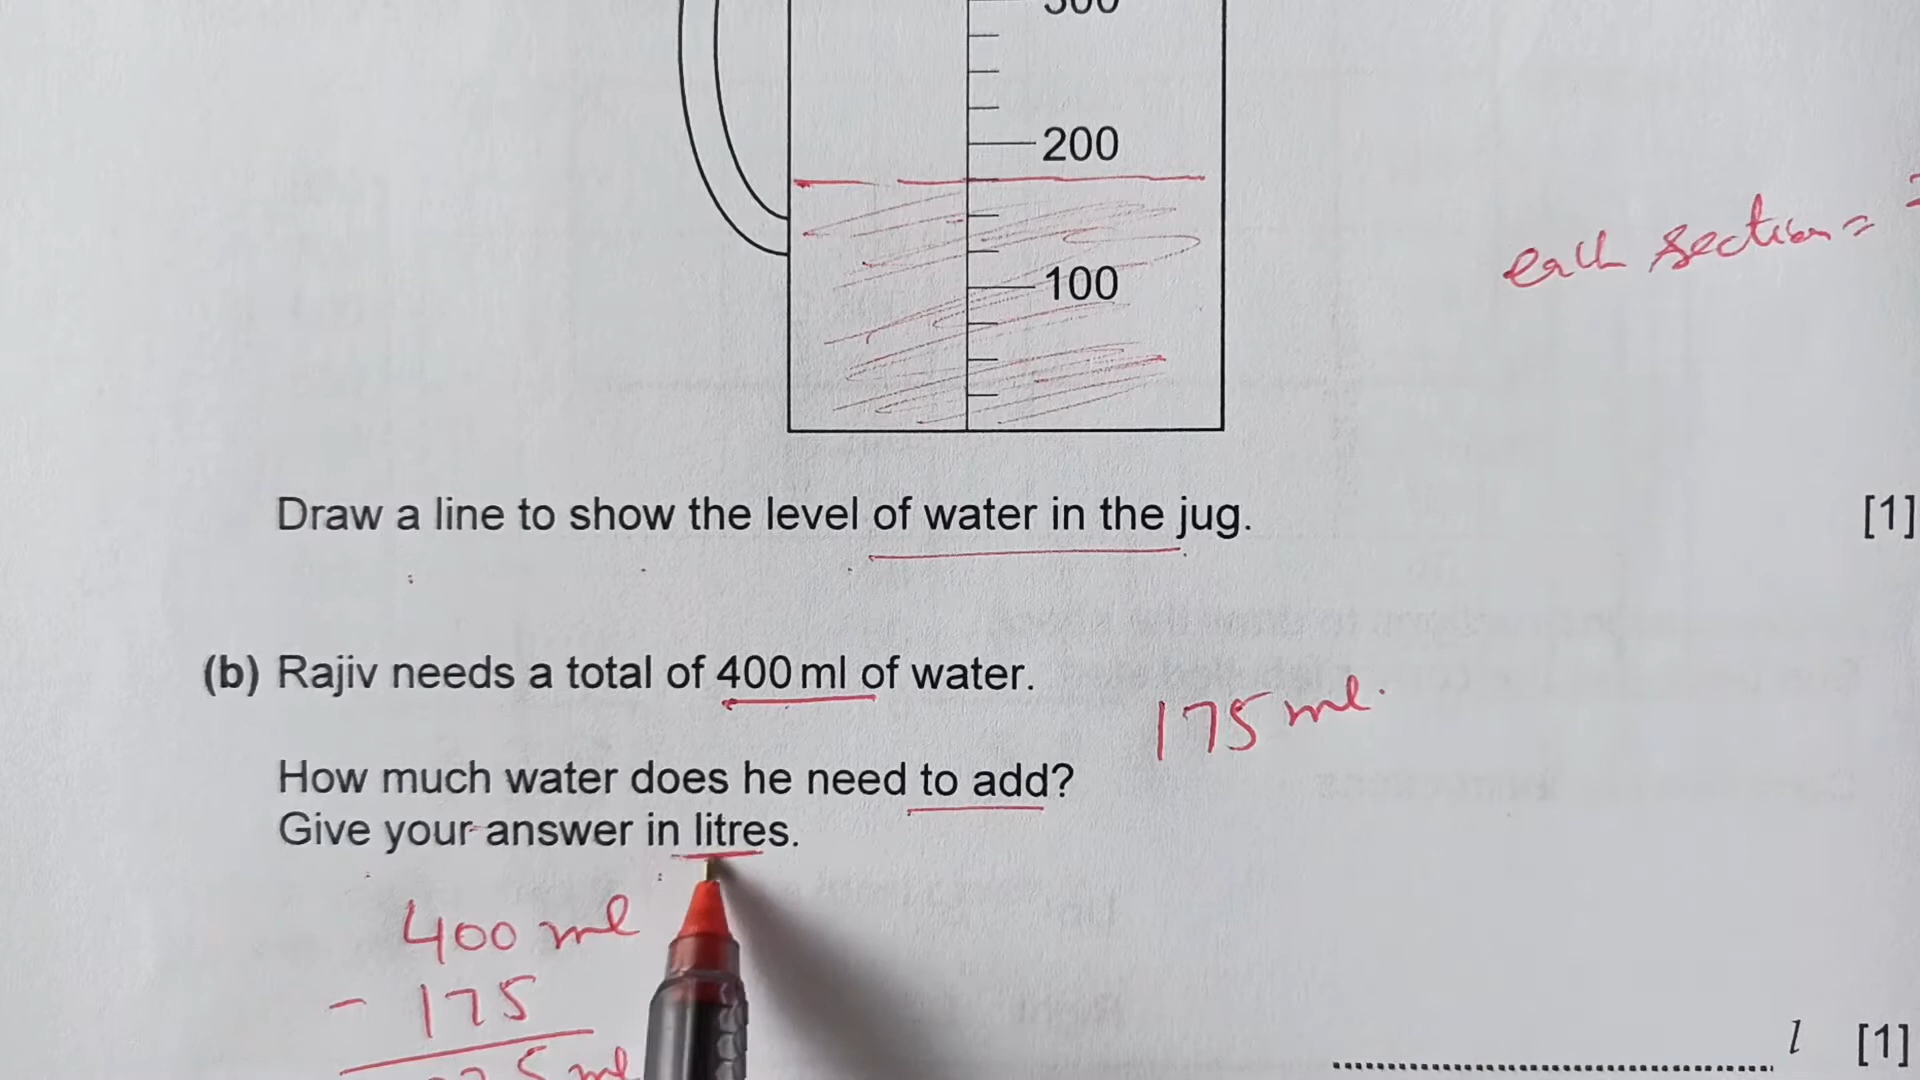 200
each section =
100
Draw a line to show the level of water in the jug. [1]
(b) Rajiv needs a total of 400 ml of water.
175 ml.
How much water does he need to add?
Give your answer in litres.
400 ml
- 175
l [1]